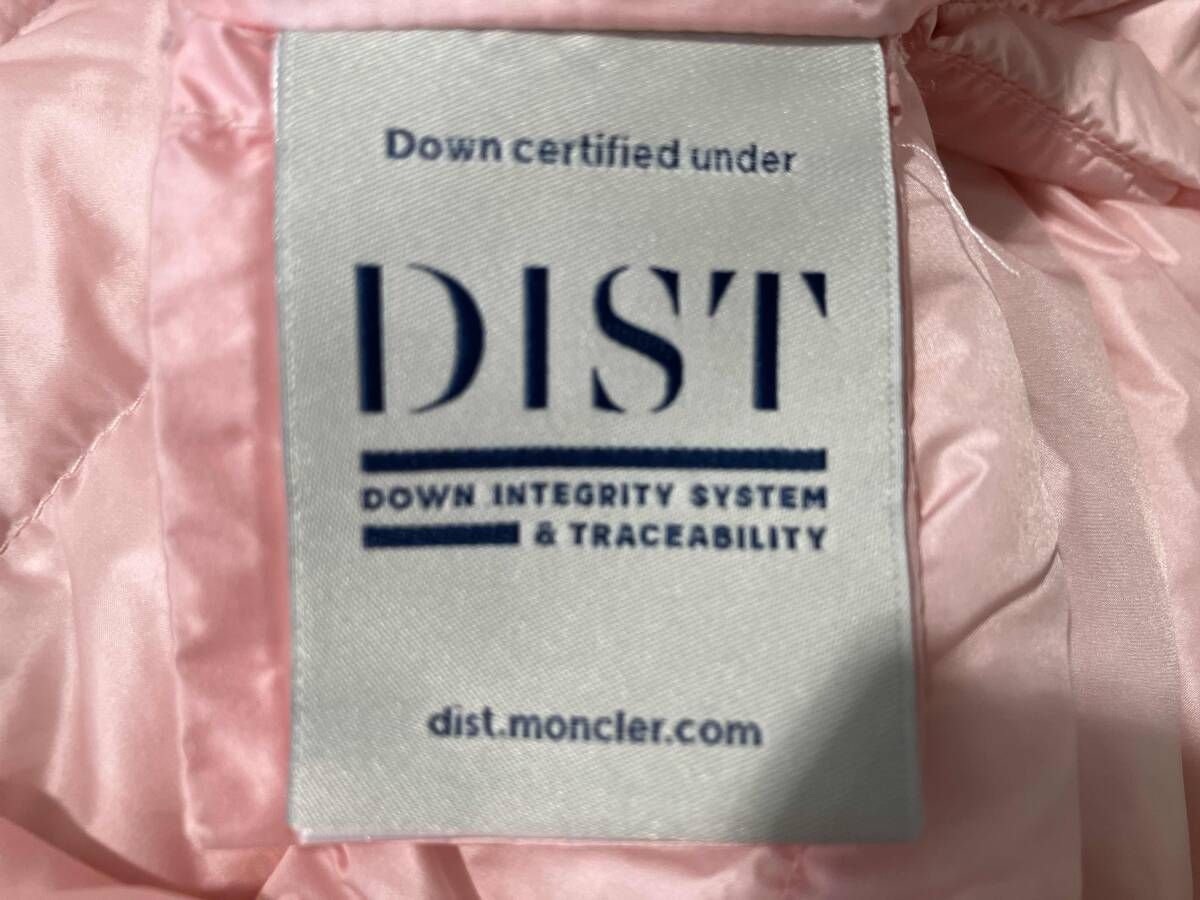 Down certified under
DIST
DOWN INTEGRITY SYSTEM
& TRACEABILITY
dist.moncler.com